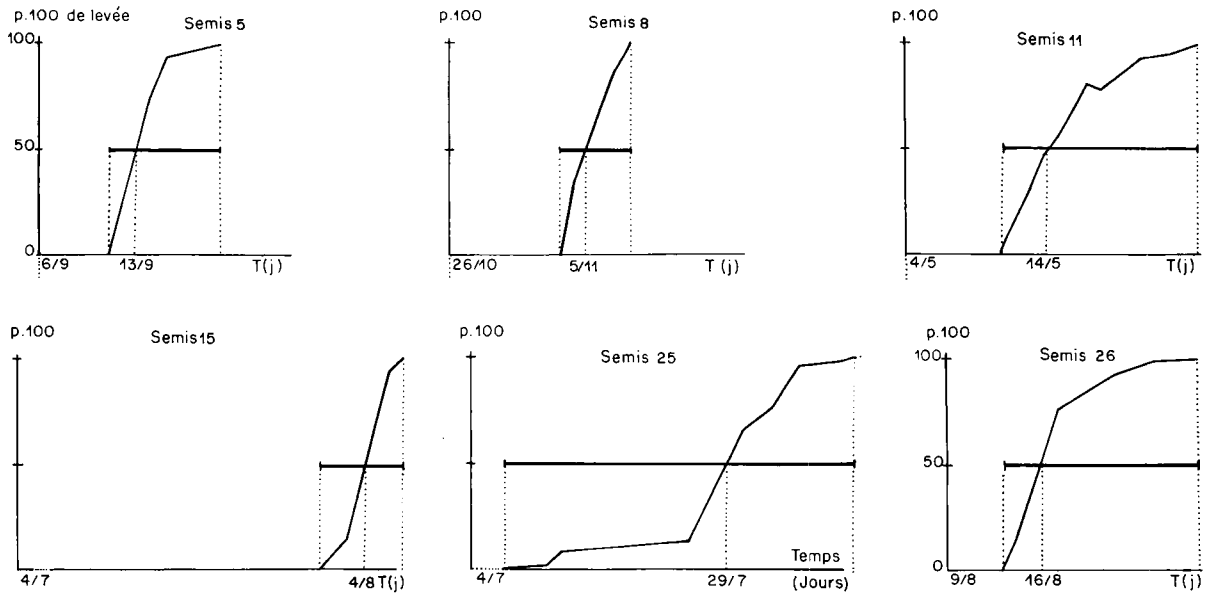 p.100 de levée
Semis 5
100
50
0
6/9
13/9
T(j)
p.100
Semis 8
26/10
5/11
T (j)
p.100
Semis 11
4/5
14/5
T(j)
p.100
Semis 15
4/7
4/8
T(j)
p.100
Semis 25
4/7
29/7
Temps
(Jours)
p.100
Semis 26
100
50
0
9/8
16/8
T(j)